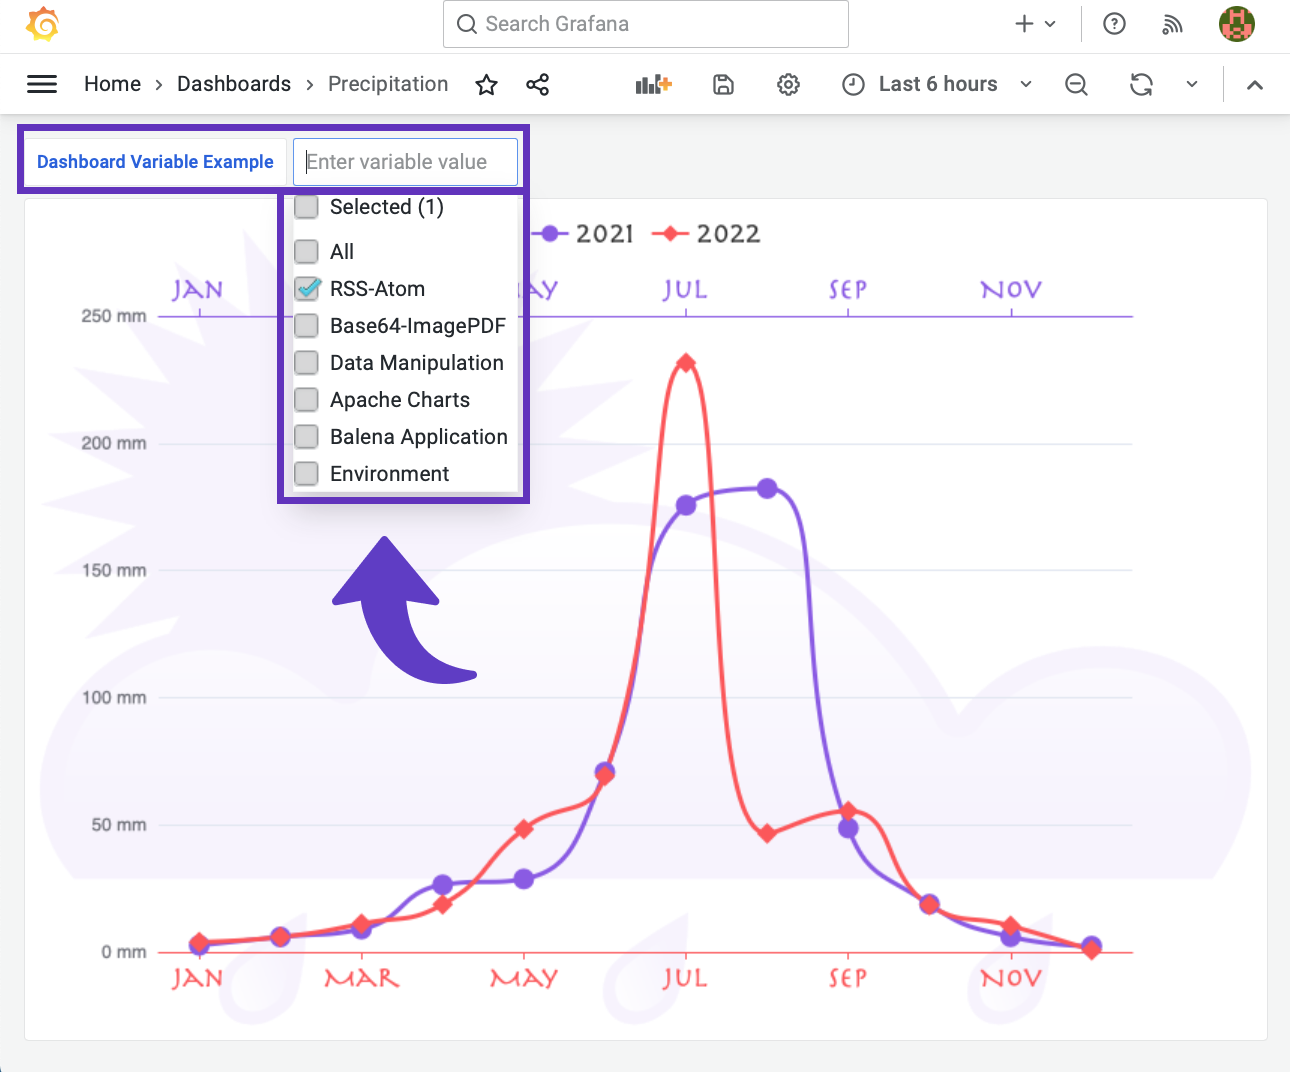 Search Grafana
Home › Dashboards › Precipitation
Last 6 hours
Dashboard Variable Example
Enter variable value
Selected (1)
All
RSS-Atom
Base64-ImagePDF
Data Manipulation
Apache Charts
Balena Application
Environment
2021 2022
JAN AY JUL SEP NOV
250 mm
200 mm
150 mm
100 mm
50 mm
0 mm
JAN MAR MAY JUL SEP NOV